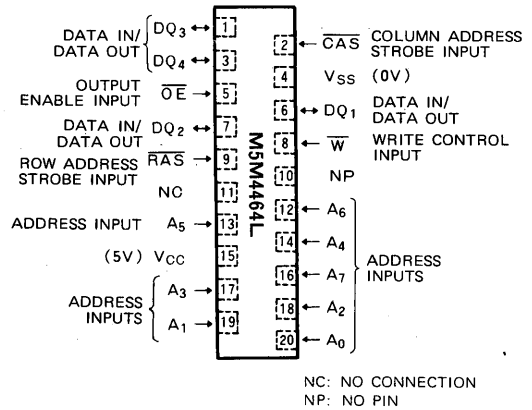 DATA IN/ DATA OUT
DQ3
1
DQ4
3
OUTPUT ENABLE INPUT
OE
5
DATA IN/ DATA OUT
DQ2
7
ROW ADDRESS STROBE INPUT
RAS
9
NC
11
ADDRESS INPUT
A5
13
(5V)
VCC
15
ADDRESS INPUTS
A3
17
A1
19
M5M4464L
2
CAS
COLUMN ADDRESS STROBE INPUT
4
VSS
(0V)
6
DQ1
DATA IN/ DATA OUT
8
W
WRITE CONTROL INPUT
10
NP
12
A6
14
A4
16
A7
18
A2
20
A0
ADDRESS INPUTS
NC: NO CONNECTION
NP: NO PIN